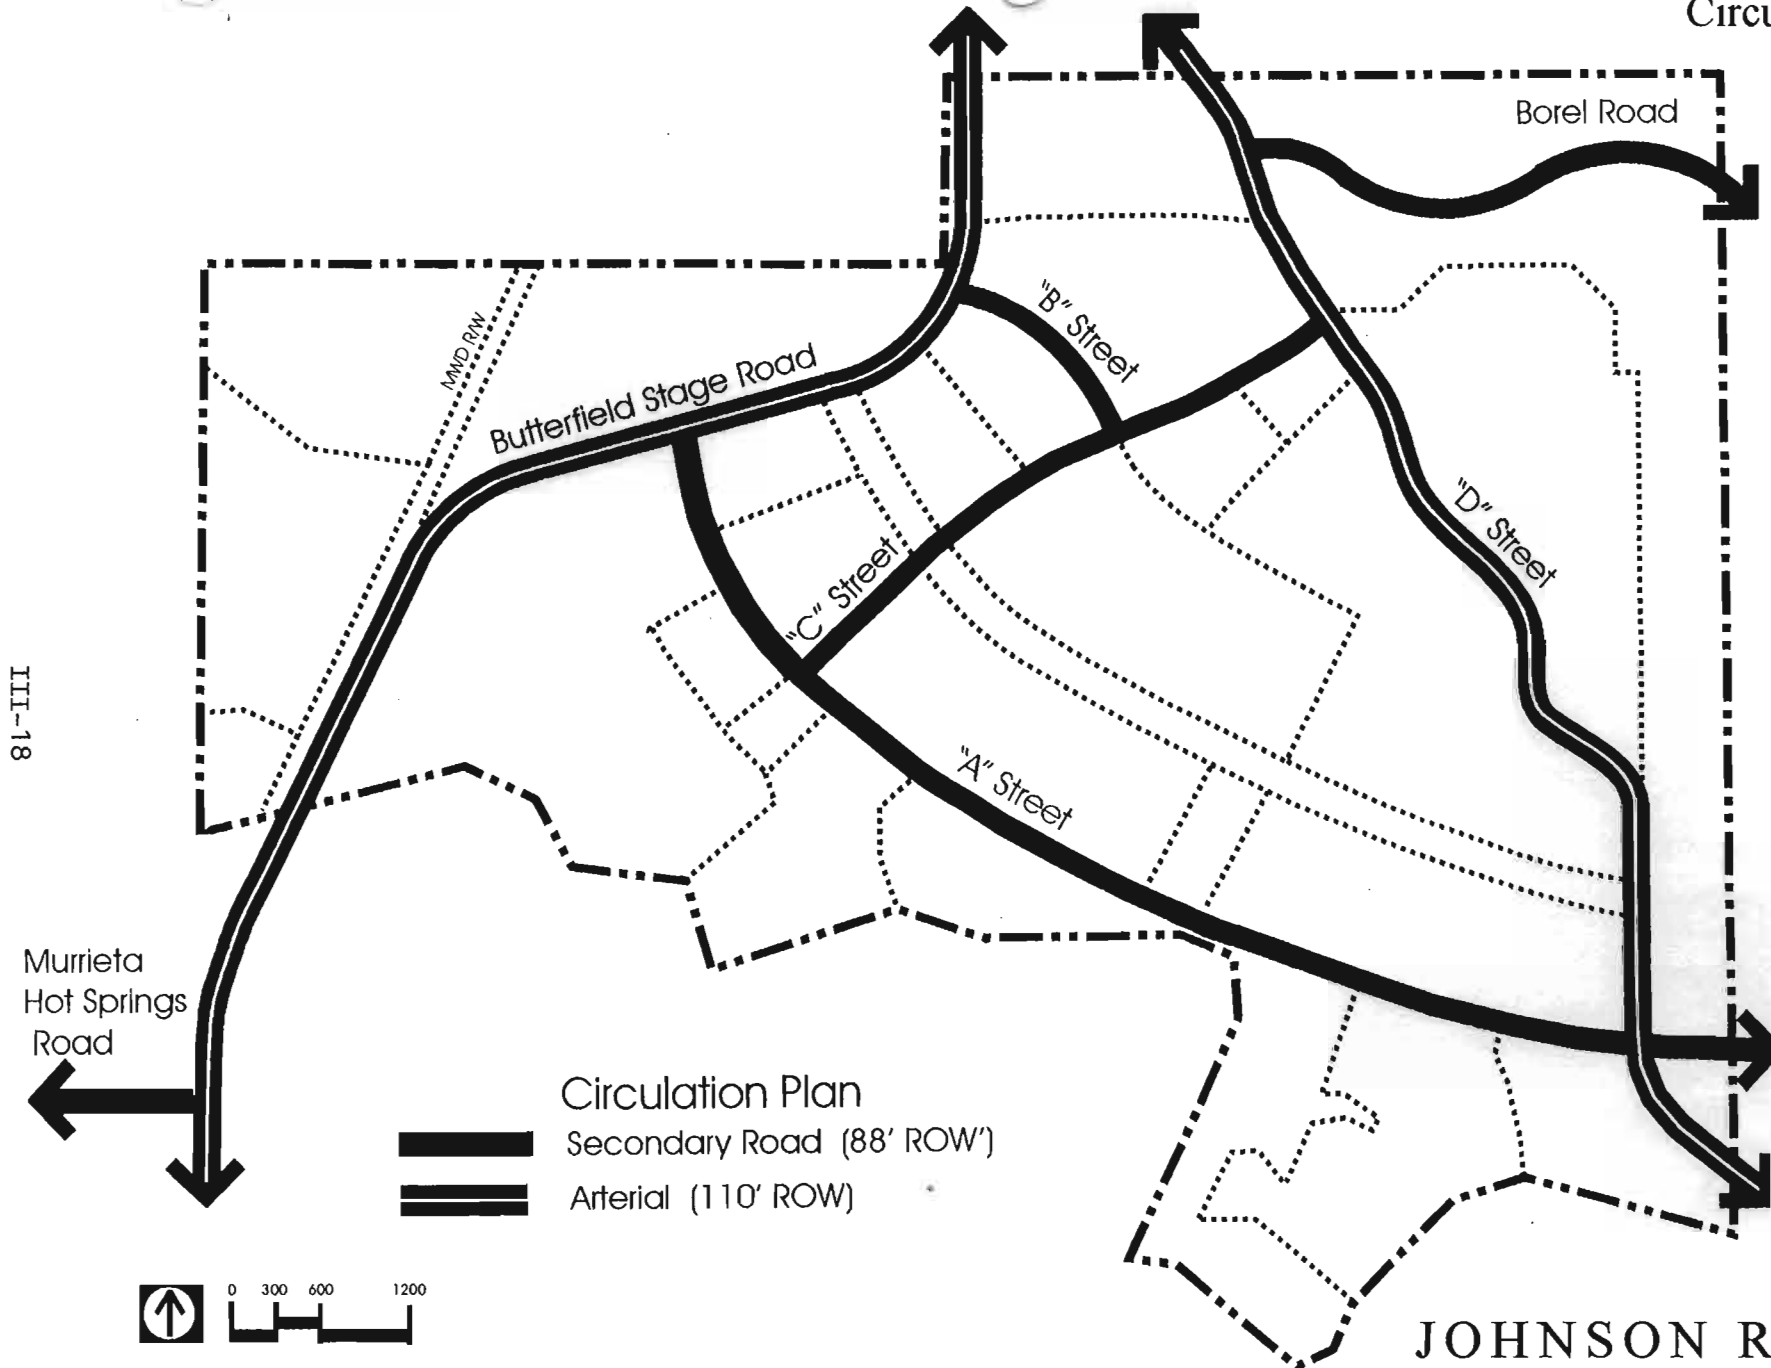 Circu
Borel Road
"B" Street
MWD R/W
Butterfield Stage Road
"D" Street
"C" Street
III-18
"A" Street
Murrieta
Hot Springs
Road
Circulation Plan
Secondary Road (88' ROW')
Arterial (110' ROW)
0 300 600 1200
JOHNSON R